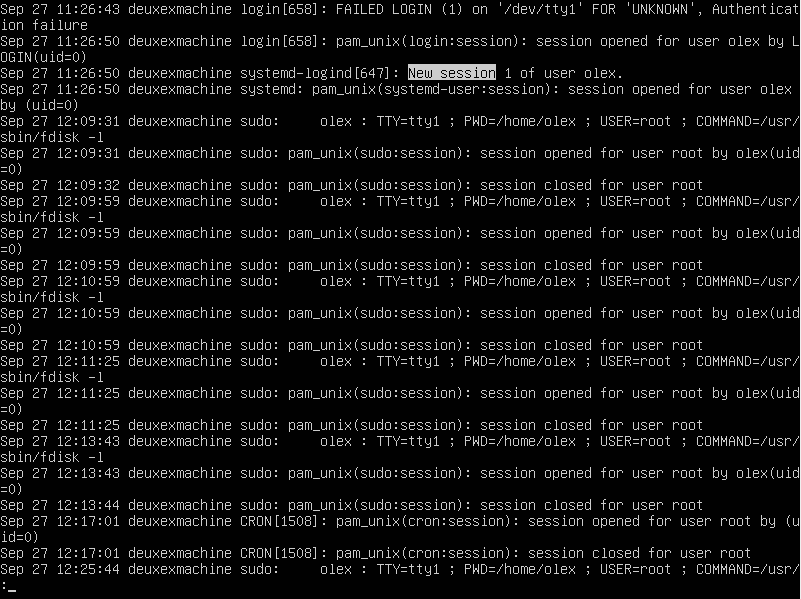 Sep 27 11:26:43 deuxexmachine login[658]: FAILED LOGIN (1) on '/dev/tty1' FOR 'UNKNOWN', Authenticat
ion failure
Sep 27 11:26:50 deuxexmachine login[658]: pam_unix(login:session): session opened for user olex by L
OGIN(uid=0)
Sep 27 11:26:50 deuxexmachine systemd-logind[647]: New session 1 of user olex.
Sep 27 11:26:50 deuxexmachine systemd: pam_unix(systemd-user:session): session opened for user olex
by (uid=0)
Sep 27 12:09:31 deuxexmachine sudo:     olex : TTY=tty1 ; PWD=/home/olex ; USER=root ; COMMAND=/usr/
sbin/fdisk -l
Sep 27 12:09:31 deuxexmachine sudo: pam_unix(sudo:session): session opened for user root by olex(uid
=0)
Sep 27 12:09:32 deuxexmachine sudo: pam_unix(sudo:session): session closed for user root
Sep 27 12:09:59 deuxexmachine sudo:     olex : TTY=tty1 ; PWD=/home/olex ; USER=root ; COMMAND=/usr/
sbin/fdisk -l
Sep 27 12:09:59 deuxexmachine sudo: pam_unix(sudo:session): session opened for user root by olex(uid
=0)
Sep 27 12:09:59 deuxexmachine sudo: pam_unix(sudo:session): session closed for user root
Sep 27 12:10:59 deuxexmachine sudo:     olex : TTY=tty1 ; PWD=/home/olex ; USER=root ; COMMAND=/usr/
sbin/fdisk -l
Sep 27 12:10:59 deuxexmachine sudo: pam_unix(sudo:session): session opened for user root by olex(uid
=0)
Sep 27 12:10:59 deuxexmachine sudo: pam_unix(sudo:session): session closed for user root
Sep 27 12:11:25 deuxexmachine sudo:     olex : TTY=tty1 ; PWD=/home/olex ; USER=root ; COMMAND=/usr/
sbin/fdisk -l
Sep 27 12:11:25 deuxexmachine sudo: pam_unix(sudo:session): session opened for user root by olex(uid
=0)
Sep 27 12:11:25 deuxexmachine sudo: pam_unix(sudo:session): session closed for user root
Sep 27 12:13:43 deuxexmachine sudo:     olex : TTY=tty1 ; PWD=/home/olex ; USER=root ; COMMAND=/usr/
sbin/fdisk -l
Sep 27 12:13:43 deuxexmachine sudo: pam_unix(sudo:session): session opened for user root by olex(uid
=0)
Sep 27 12:13:44 deuxexmachine sudo: pam_unix(sudo:session): session closed for user root
Sep 27 12:17:01 deuxexmachine CRON[1508]: pam_unix(cron:session): session opened for user root by (u
id=0)
Sep 27 12:17:01 deuxexmachine CRON[1508]: pam_unix(cron:session): session closed for user root
Sep 27 12:25:44 deuxexmachine sudo:     olex : TTY=tty1 ; PWD=/home/olex ; USER=root ; COMMAND=/usr/
:_